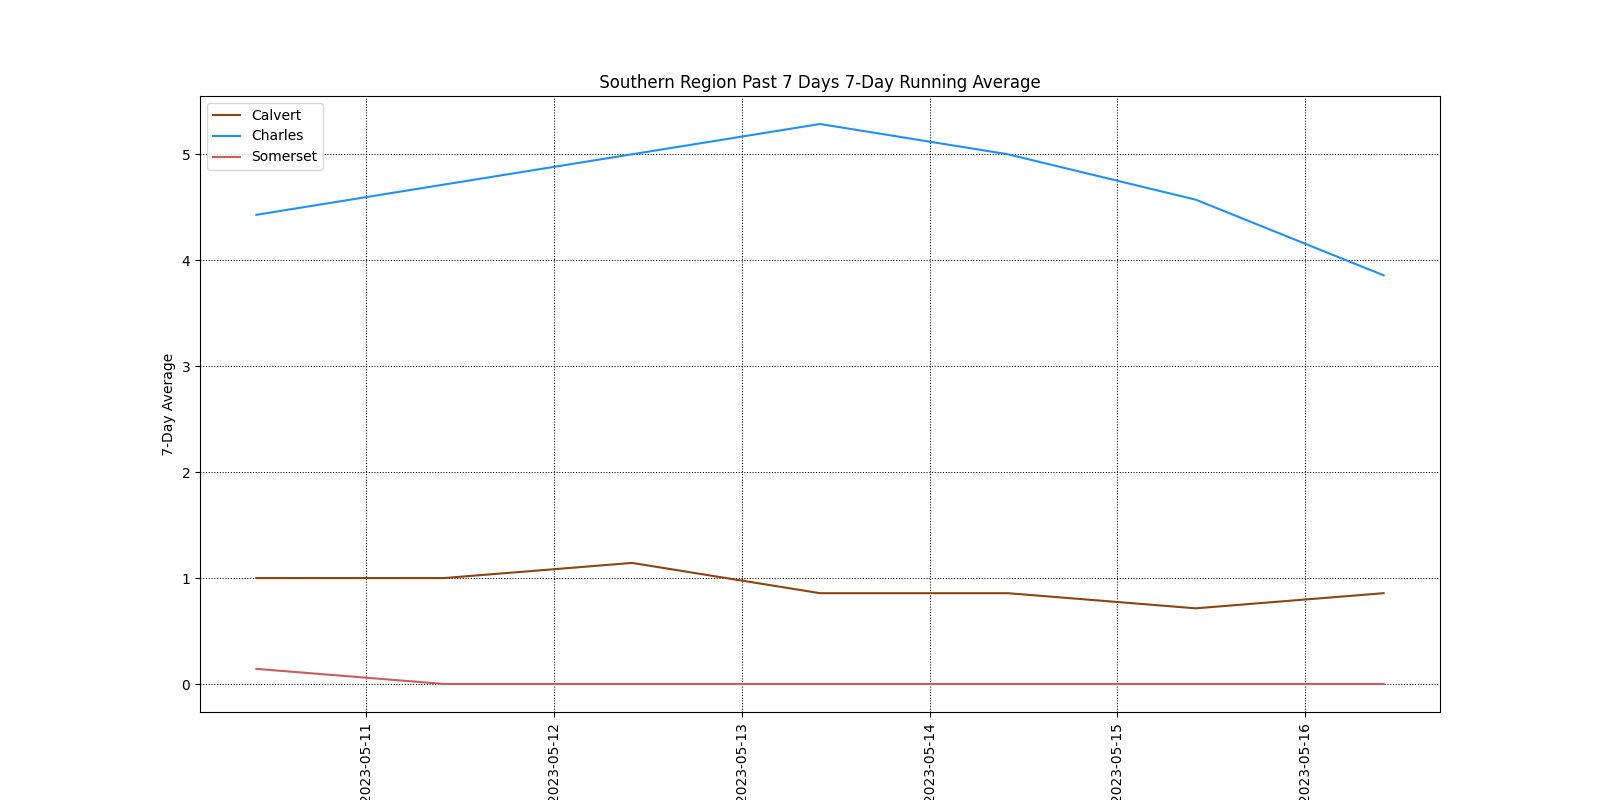 Southern Region Past 7 Days 7-Day Running Average
Calvert
Charles
Somerset
7-Day Average
5
4
3
2
1
0
2023-05-11
2023-05-12
2023-05-13
2023-05-14
2023-05-15
2023-05-16